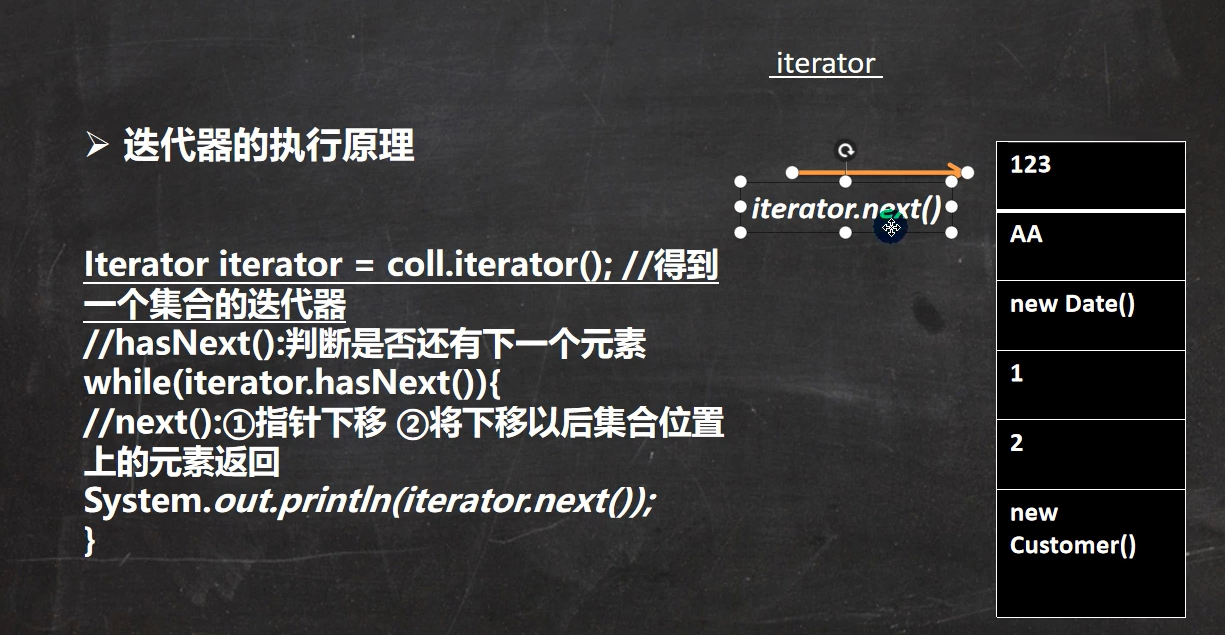 iterator
迭代器的执行原理
iterator.next()
Iterator iterator = coll.iterator(); //得到
一个集合的迭代器
//hasNext():判断是否还有下一个元素
while(iterator.hasNext()){
//next():①指针下移 ②将下移以后集合位置
上的元素返回
System.out.println(iterator.next());
}
123
AA
new Date()
1
2
new
Customer()